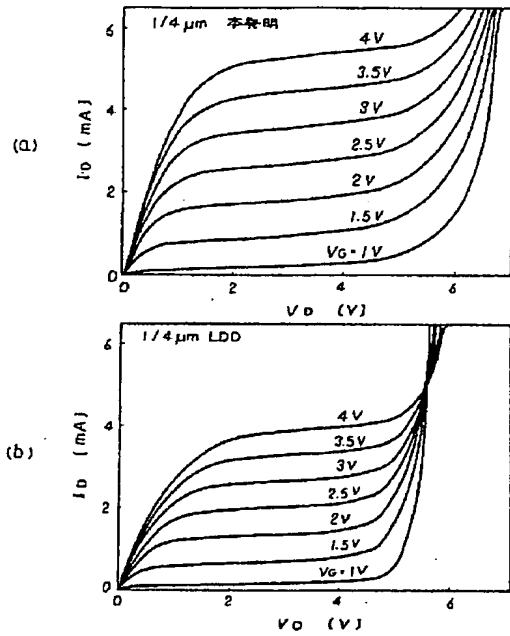 (a)
1/4 μm 本発明
I_D (mA)
6
4
2
0
4V
3.5V
3V
2.5V
2V
1.5V
VG=1V
0
2
4
6
V_D (V)
(b)
1/4 μm LDD
I_D (mA)
6
4
2
0
4V
3.5V
3V
2.5V
2V
1.5V
VG=1V
0
2
4
6
V_D (V)